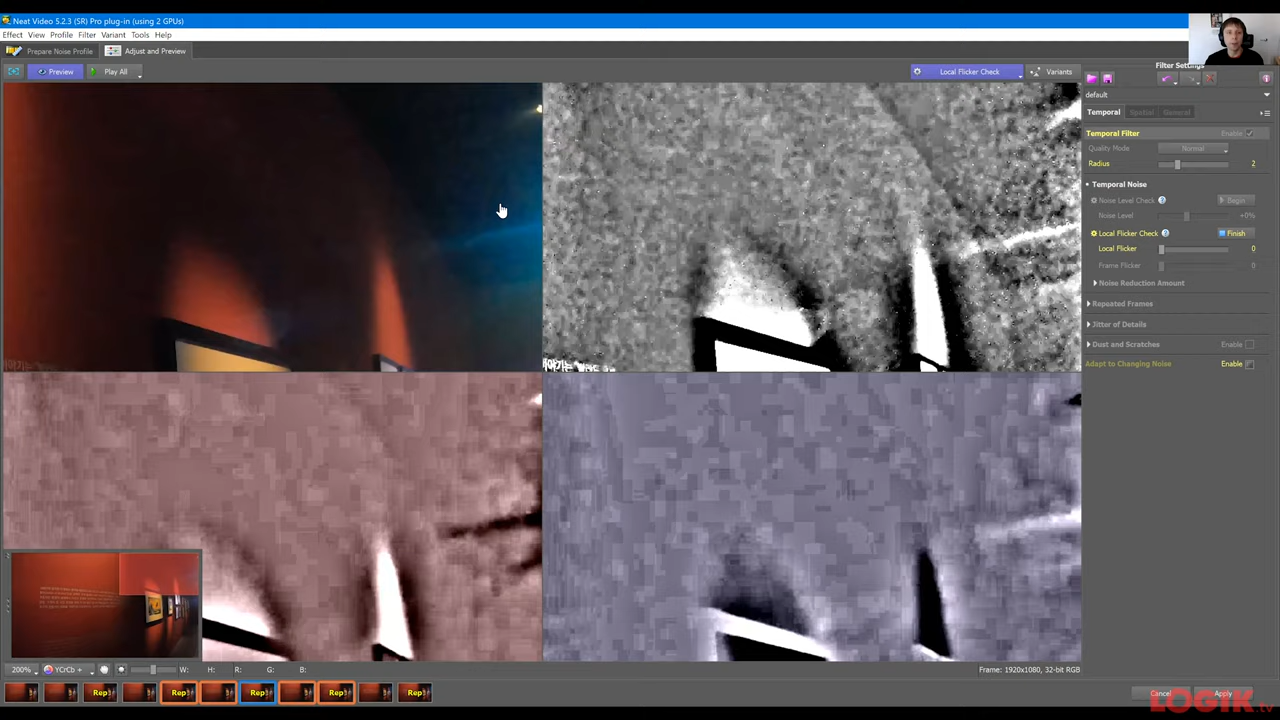 Neat Video 5.2.3 (SR) Pro plug-in (using 2 GPUs)
Effect View Profile Filter Variant Tools Help
Prepare Noise Profile Adjust and Preview
Preview Play All Local Flicker Check Variants
Filter Settings
default
Temporal Spatial General
Temporal Filter Enable
Quality Mode Normal
Radius 2
Temporal Noise
Noise Level Check ? Begin
Noise Level +0%
Local Flicker Check ? Finish
Local Flicker 0
Frame Flicker 0
Noise Reduction Amount
Repeated Frames
Jitter of Details
Dust and Scratches Enable
Adapt to Changing Noise Enable
200% YCrCb + W: H: R: G: B: Frame: 1920x1080, 32-bit RGB
Rep Rep Rep Rep Rep
Cancel Apply
LOGIK.tv